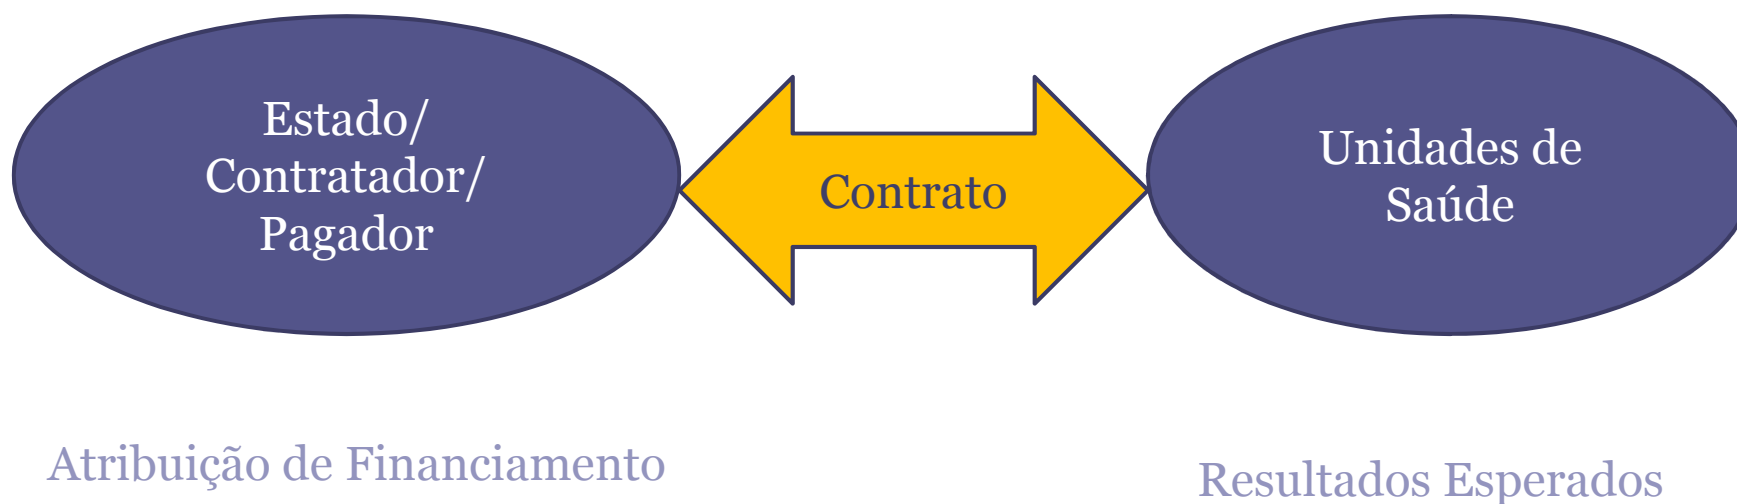 Estado/
Contratador/
Pagador
Contrato
Unidades de
Saúde
Atribuição de Financiamento
Resultados Esperados